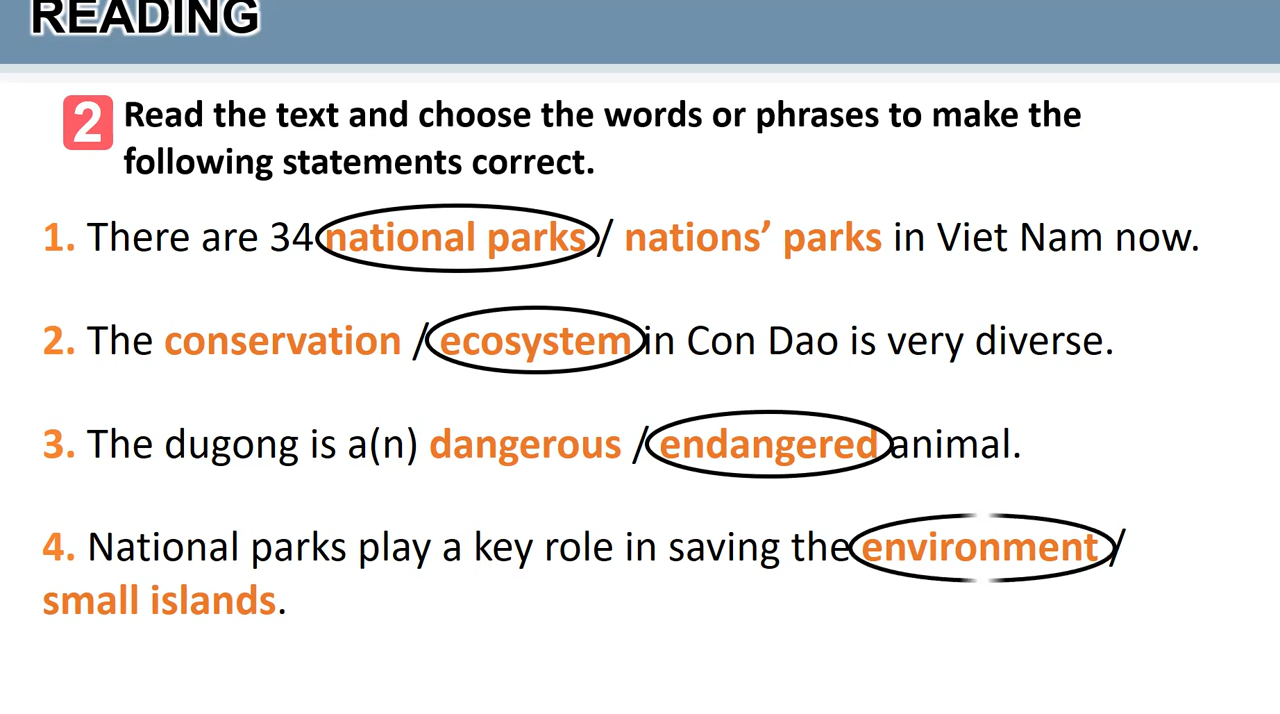 READING
2 Read the text and choose the words or phrases to make the
following statements correct.
1. There are 34 national parks / nations’ parks in Viet Nam now.
2. The conservation / ecosystem in Con Dao is very diverse.
3. The dugong is a(n) dangerous / endangered animal.
4. National parks play a key role in saving the environment /
small islands.